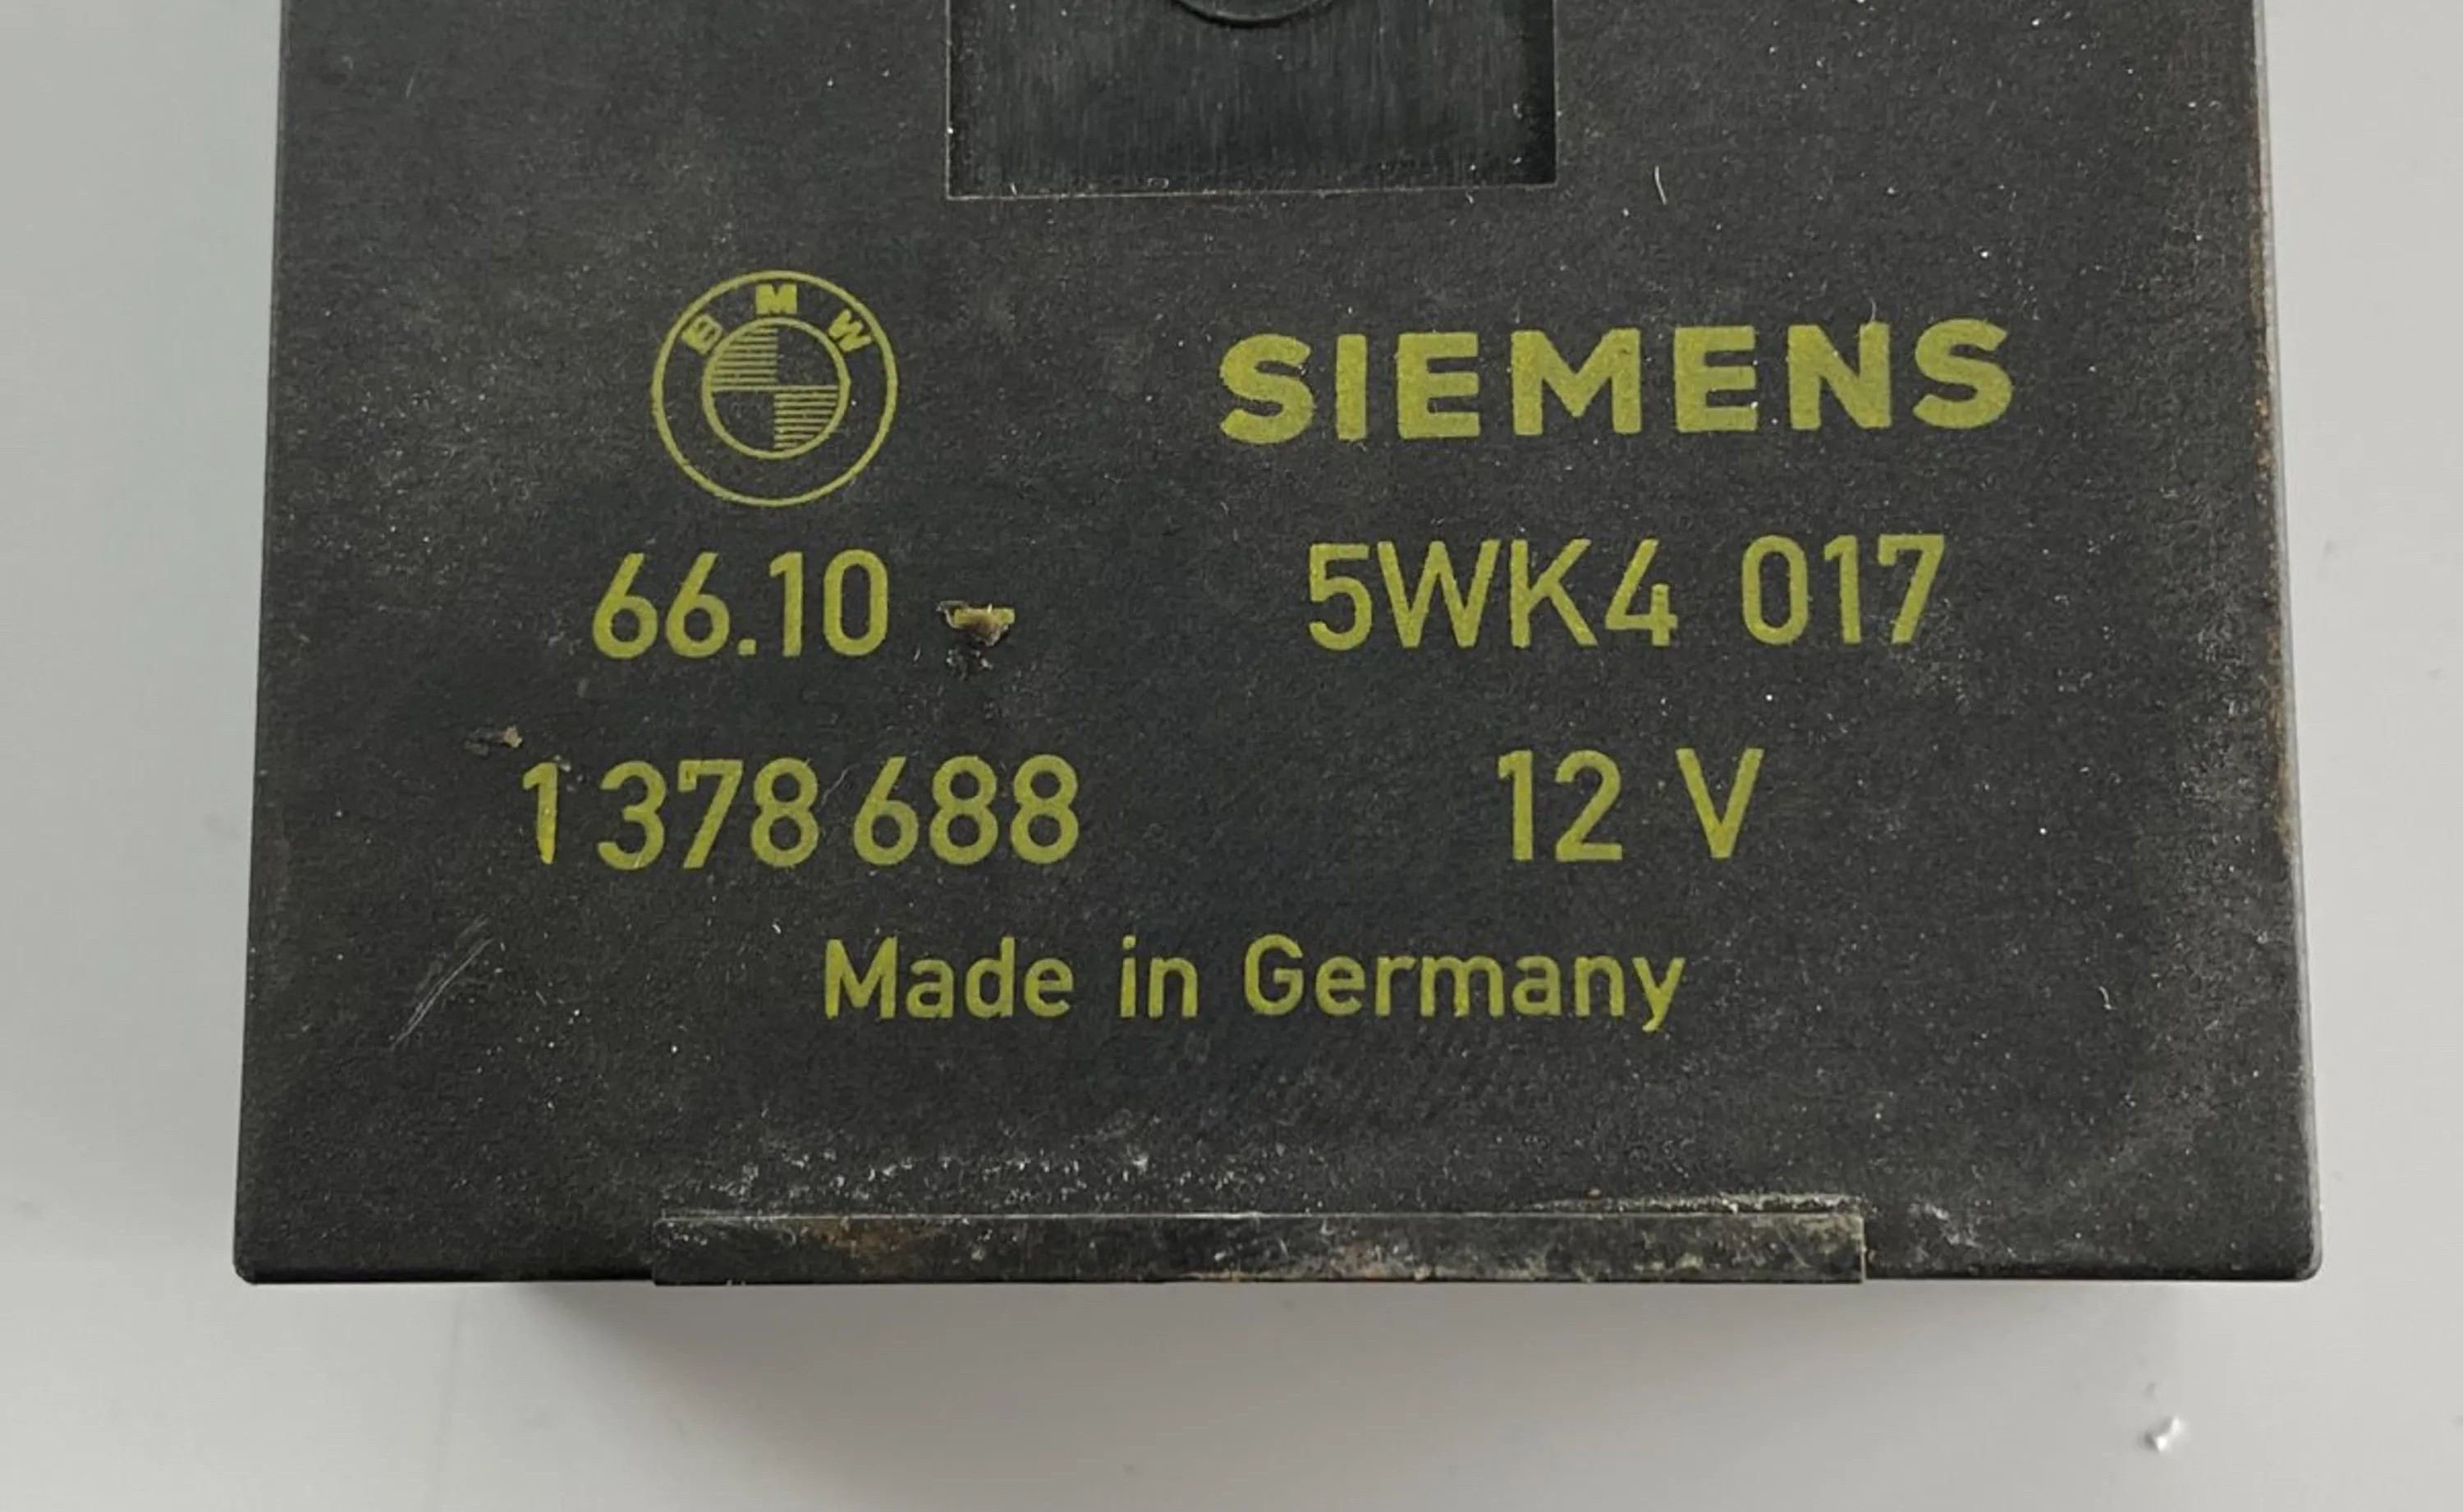 BMW
SIEMENS
66.10 -
5WK4 017
1 378 688
12 V
Made in Germany